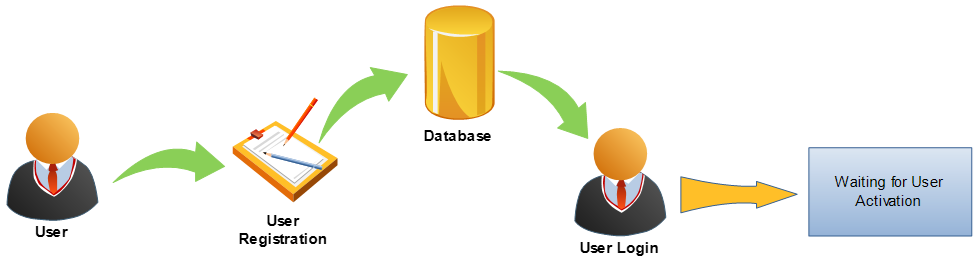 User
User
Registration
Database
User Login
Waiting for User
Activation